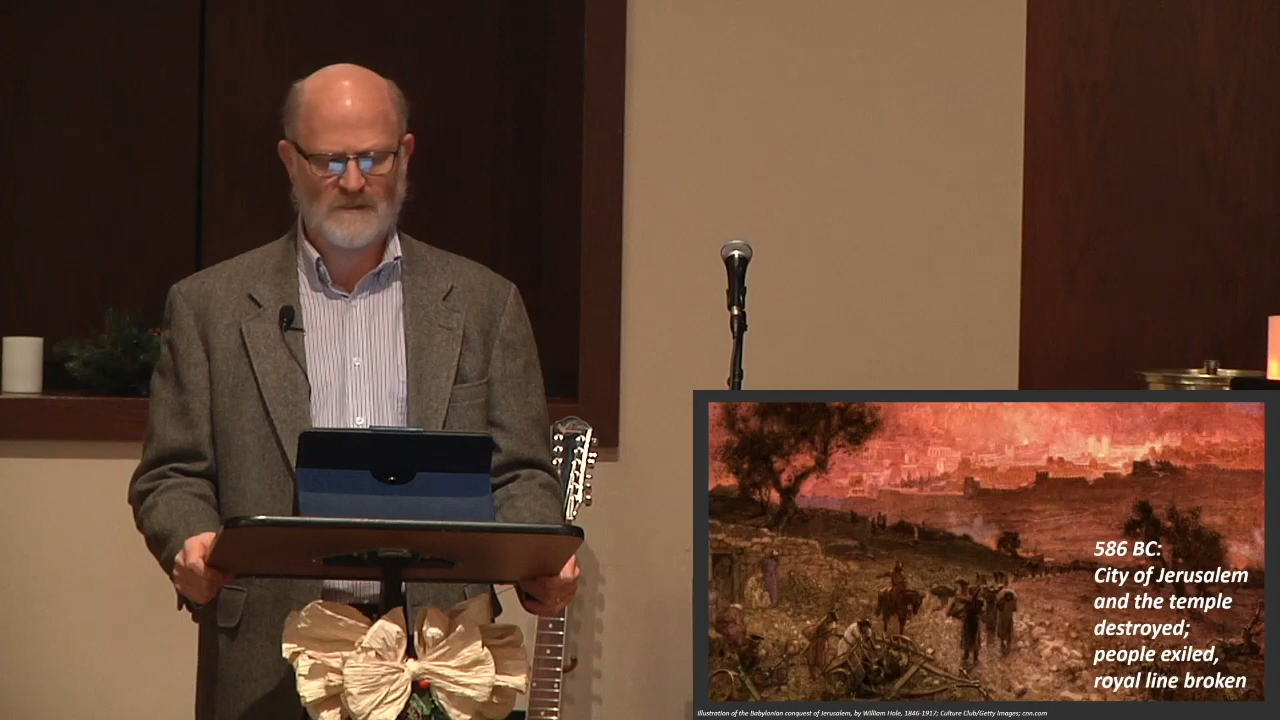 586 BC:
City of Jerusalem
and the temple
destroyed;
people exiled,
royal line broken
Illustration of the Babylonian conquest of Jerusalem, by William Hole, 1846-1917; Culture Club/Getty Images; cnn.com